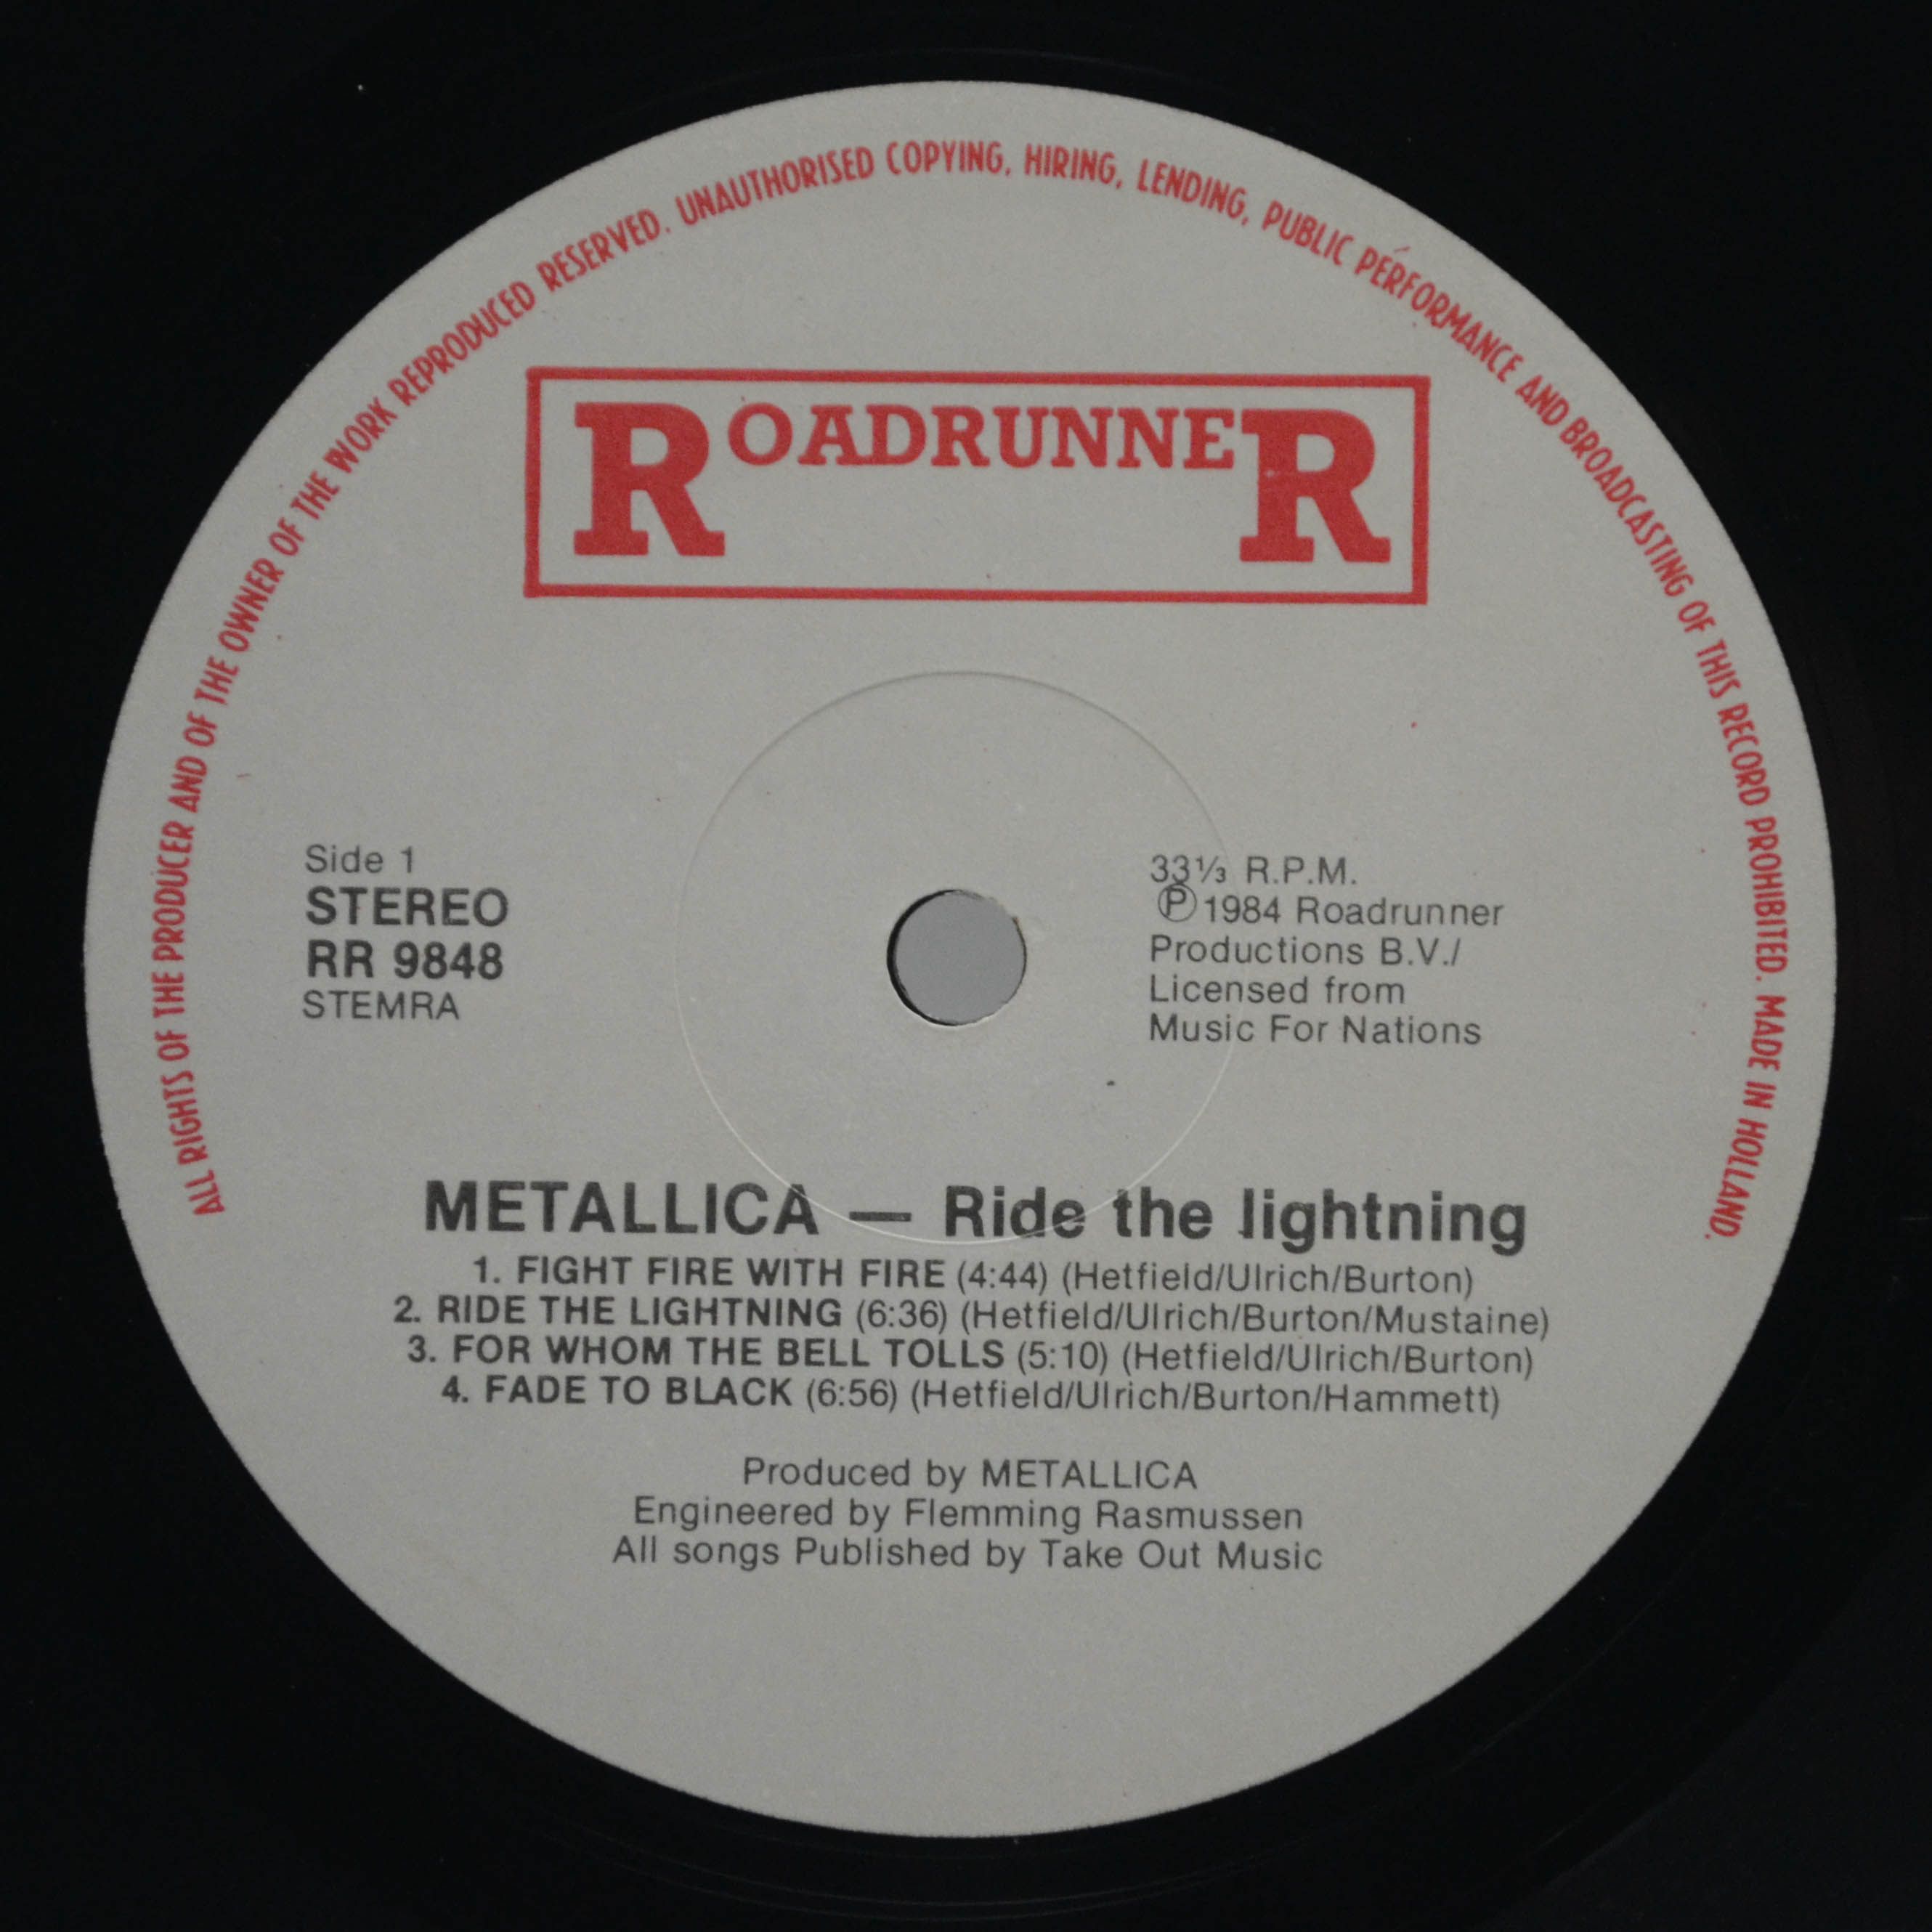 ALL RIGHTS OF THE PRODUCER AND OF THE OWNER OF THE WORK REPRODUCED RESERVED. UNAUTHORISED COPYING, HIRING, LENDING, PUBLIC PERFORMANCE AND BROADCASTING OF THIS RECORD PROHIBITED. MADE IN HOLLAND.
ROADRUNNER
Side 1
STEREO
RR 9848
STEMRA
33⅓ R.P.M.
℗ 1984 Roadrunner
Productions B.V./
Licensed from
Music For Nations
METALLICA — Ride the lightning
1. FIGHT FIRE WITH FIRE (4:44) (Hetfield/Ulrich/Burton)
2. RIDE THE LIGHTNING (6:36) (Hetfield/Ulrich/Burton/Mustaine)
3. FOR WHOM THE BELL TOLLS (5:10) (Hetfield/Ulrich/Burton)
4. FADE TO BLACK (6:56) (Hetfield/Ulrich/Burton/Hammett)
Produced by METALLICA
Engineered by Flemming Rasmussen
All songs Published by Take Out Music